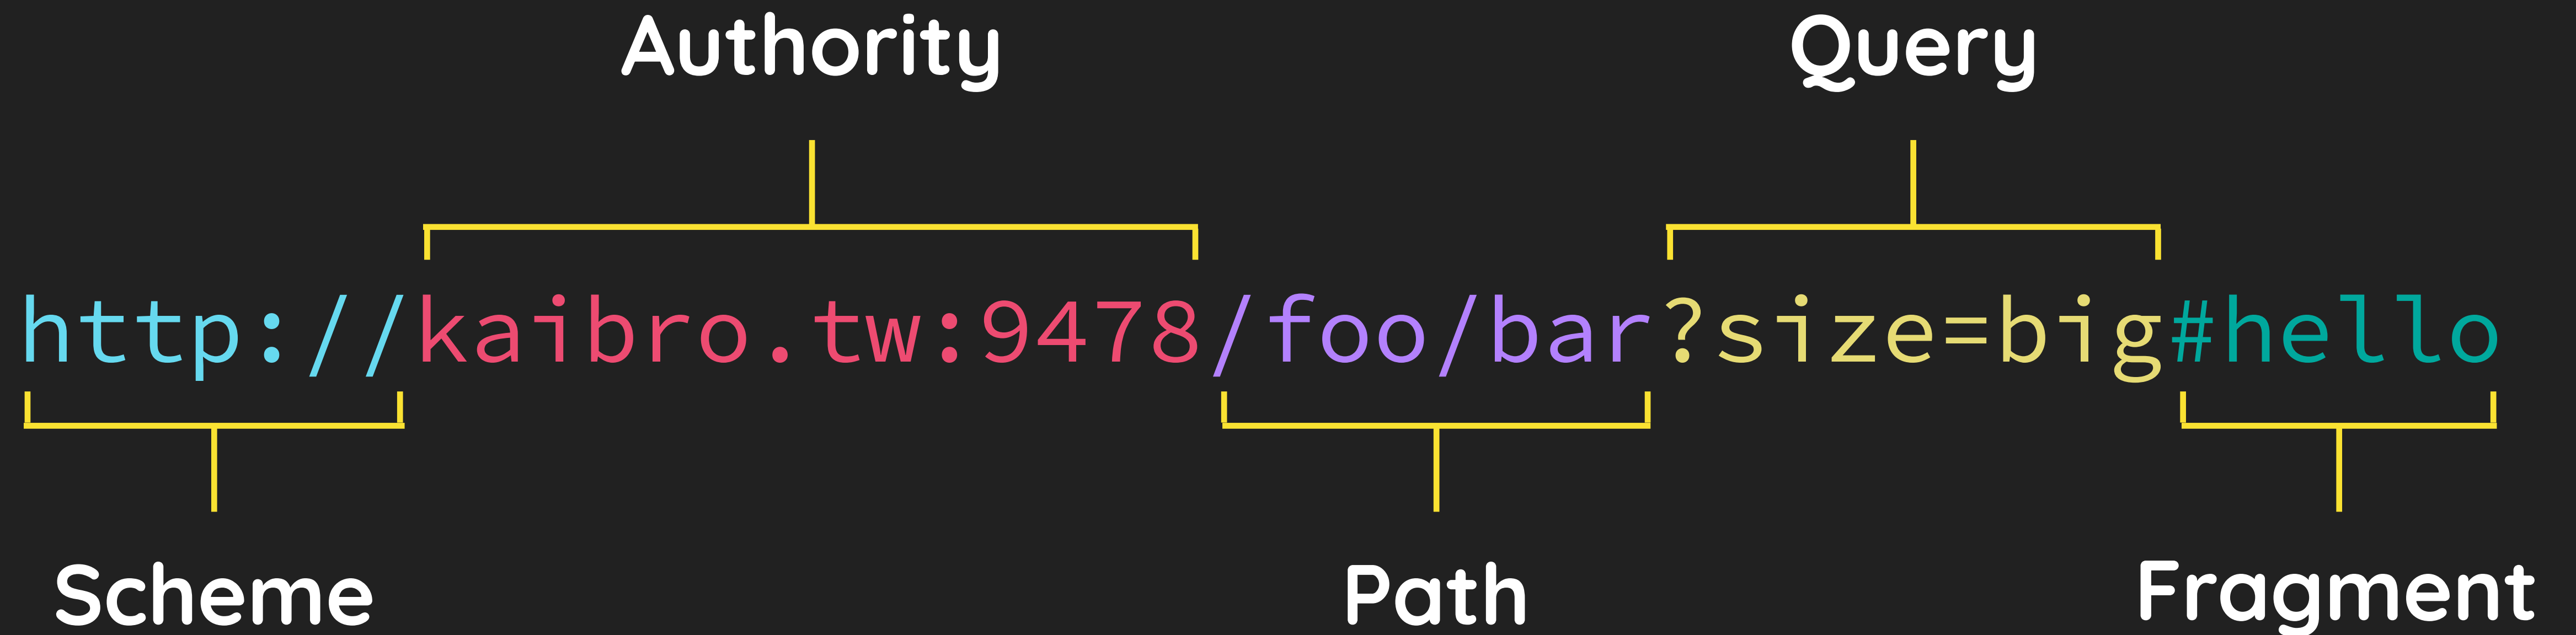 Authority Query
http://kaibro.tw:9478/foo/bar?size=big#hello
Scheme Path Fragment